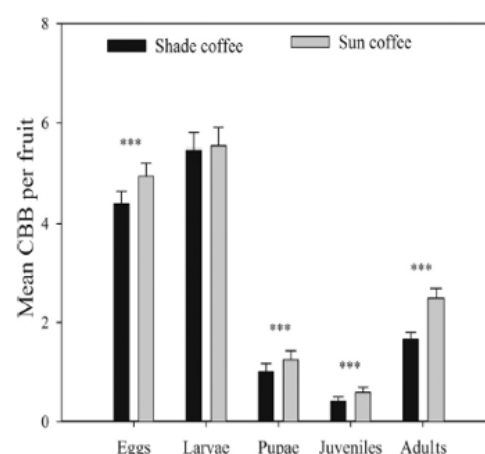 8
Shade coffee Sun coffee
6
***
4
***
2
*** ***
0
Mean CBB per fruit
Eggs Larvae Pupae Juveniles Adults